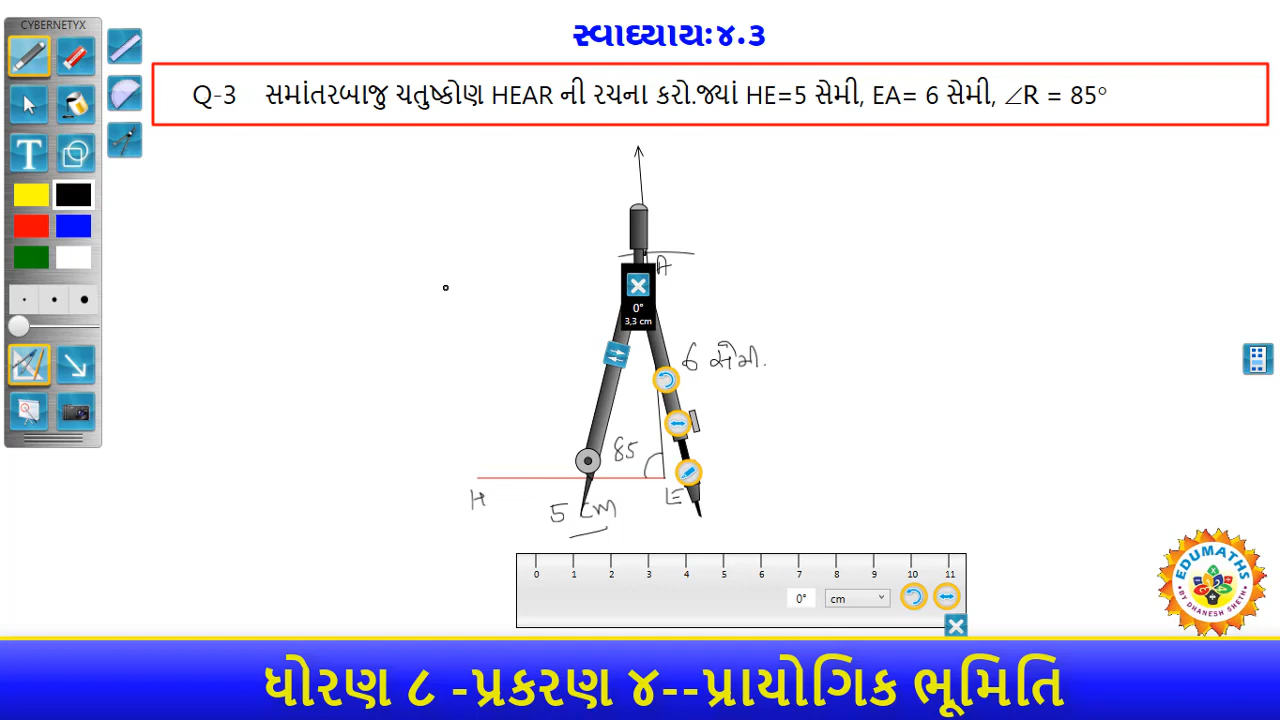 CYBERNETYX
સ્વાધ્યાયઃ૪.૩
Q-3 સમાંતરબાજુ ચતુષ્કોણ HEAR ની રચના કરો.જ્યાં HE=5 સેમી, EA= 6 સેમી, ∠R = 85°
T
A
0°
3,3 cm
6 સેમી.
85
H
E
5 CM
0 1 2 3 4 5 6 7 8 9 10 11
0° cm
EDUMATHS
BY DHANESH SHETH
ધોરણ ૮ -પ્રકરણ ૪--પ્રાયોગિક ભૂમિતિ